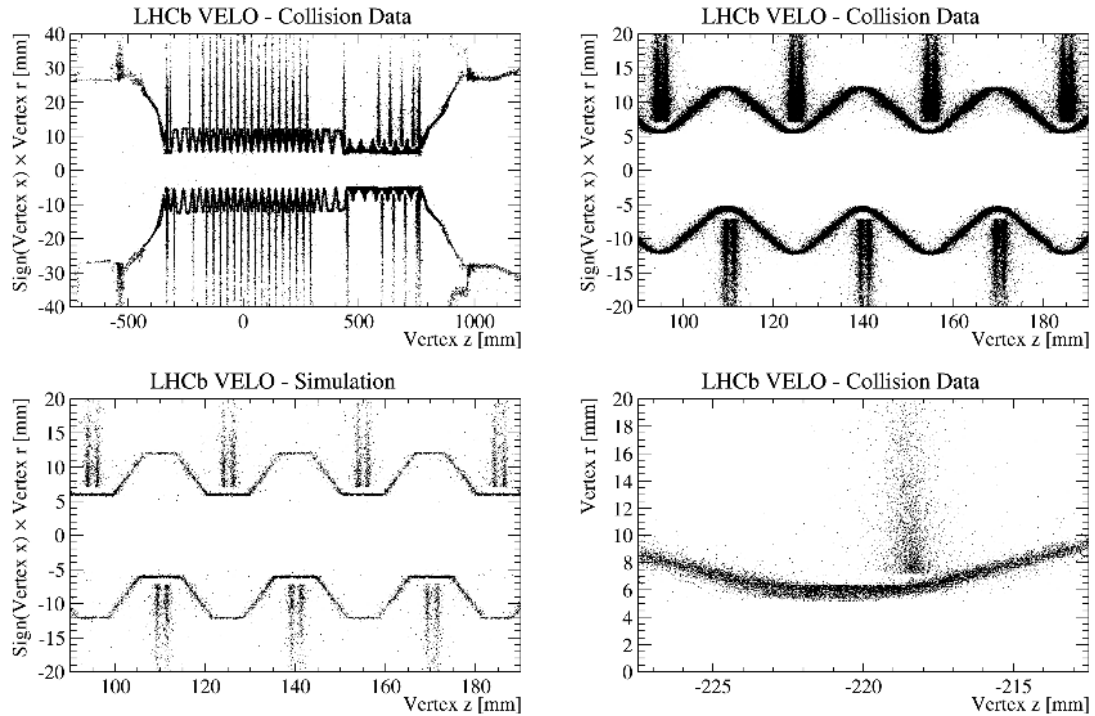 LHCb VELO - Collision Data
Sign(Vertex x) × Vertex r [mm]
40
30
20
10
0
-10
-20
-30
-40
-500 0 500 1000
Vertex z [mm]
LHCb VELO - Collision Data
Sign(Vertex x) × Vertex r [mm]
20
15
10
5
0
-5
-10
-15
-20
100 120 140 160 180
Vertex z [mm]
LHCb VELO - Simulation
Sign(Vertex x) × Vertex r [mm]
20
15
10
5
0
-5
-10
-15
-20
100 120 140 160 180
Vertex z [mm]
LHCb VELO - Collision Data
Vertex r [mm]
20
18
16
14
12
10
8
6
4
2
0
-225 -220 -215
Vertex z [mm]